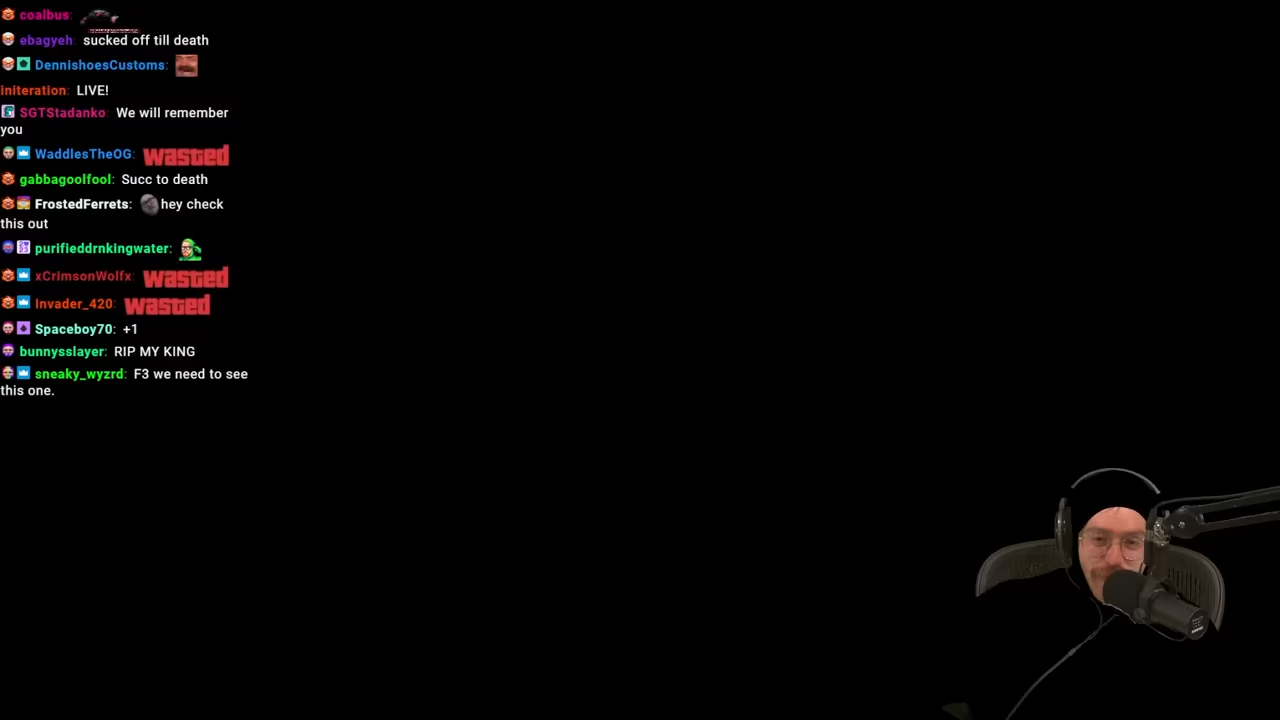 coalbus:
ebagyeh: sucked off till death
DennishoesCustoms:
initeration: LIVE!
SGTStadanko: We will remember
you
WaddlesTheOG: wasted
gabbagoolfool: Succ to death
FrostedFerrets: hey check
this out
purifieddrnkingwater:
xCrimsonWolfx: wasted
Invader_420: wasted
Spaceboy70: +1
bunnysslayer: RIP MY KING
sneaky_wyzrd: F3 we need to see
this one.